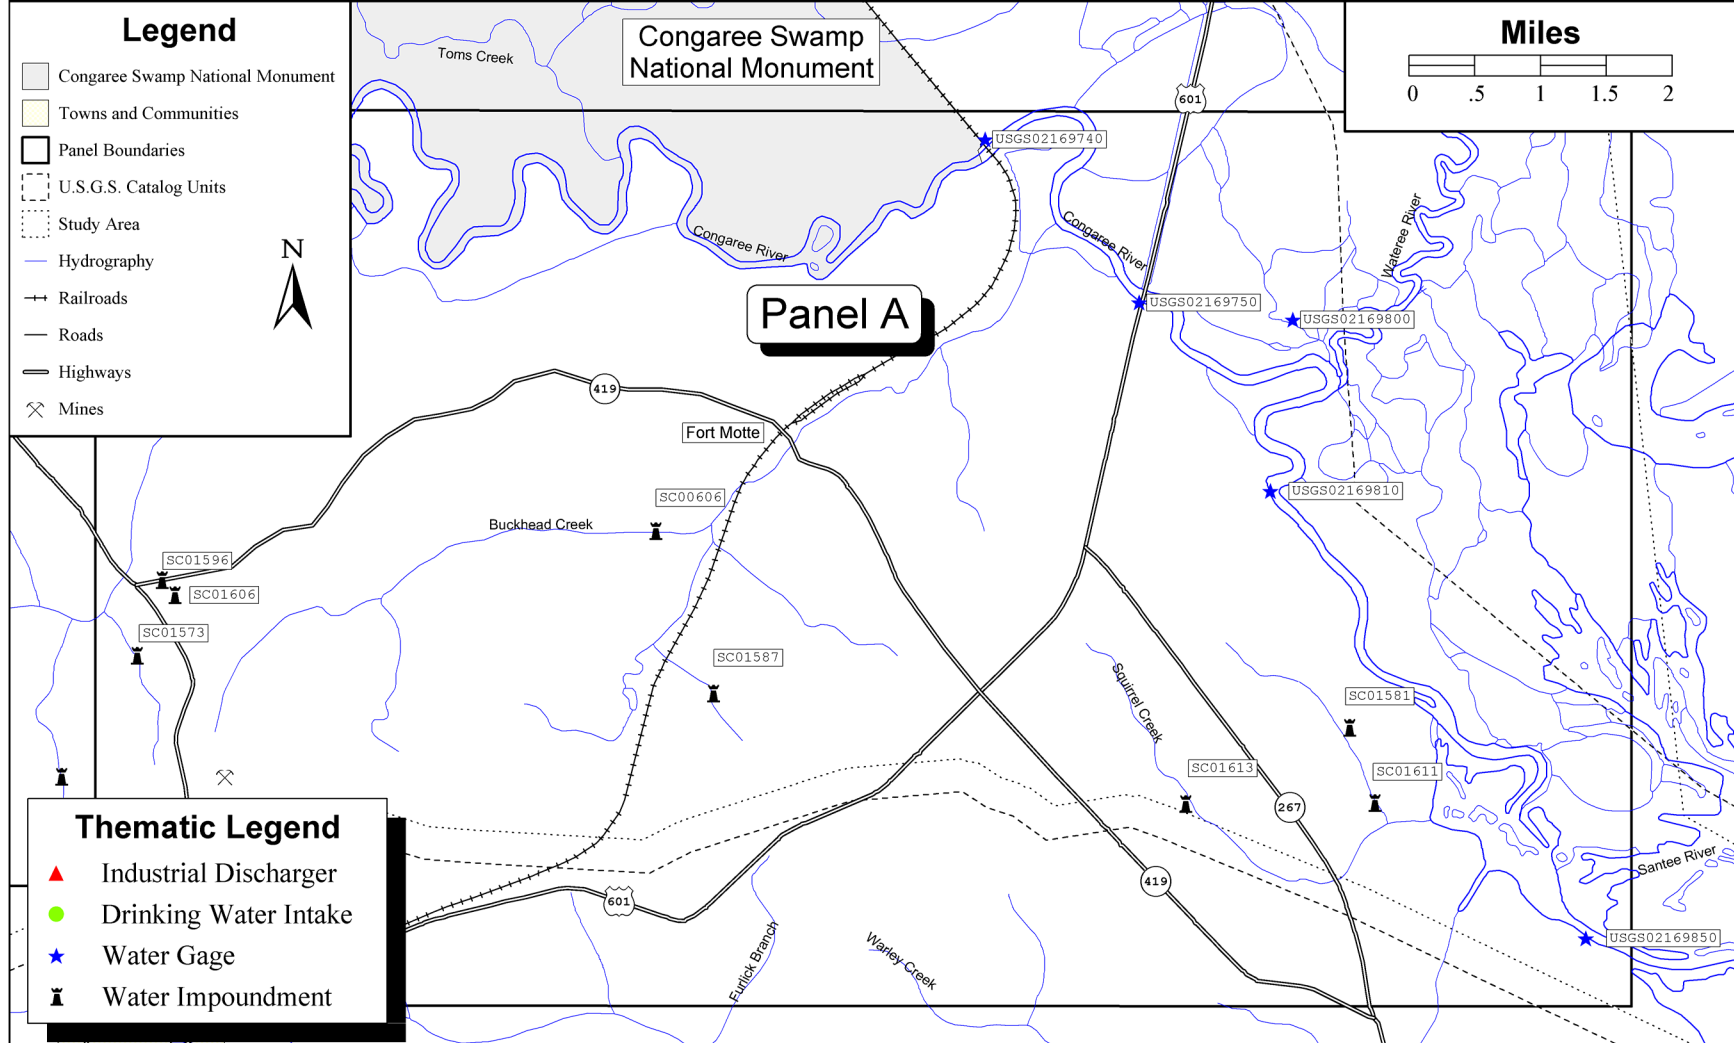 Legend
Congaree Swamp National Monument
Towns and Communities
Panel Boundaries
U.S.G.S. Catalog Units
Study Area
Hydrography
Railroads
Roads
Highways
Mines
N
Toms Creek
Congaree Swamp
National Monument
601
Miles
0 .5 1 1.5 2
USGS02169740
Congaree River
Congaree River
Wateree River
USGS02169750
USGS02169800
Panel A
419
Fort Motte
USGS02169810
SC00606
Buckhead Creek
SC01596
SC01606
SC01573
SC01587
Squirrel Creek
SC01581
SC01613
SC01611
267
419
601
Santee River
USGS02169850
Furlick Branch
Warley Creek
Thematic Legend
Industrial Discharger
Drinking Water Intake
Water Gage
Water Impoundment